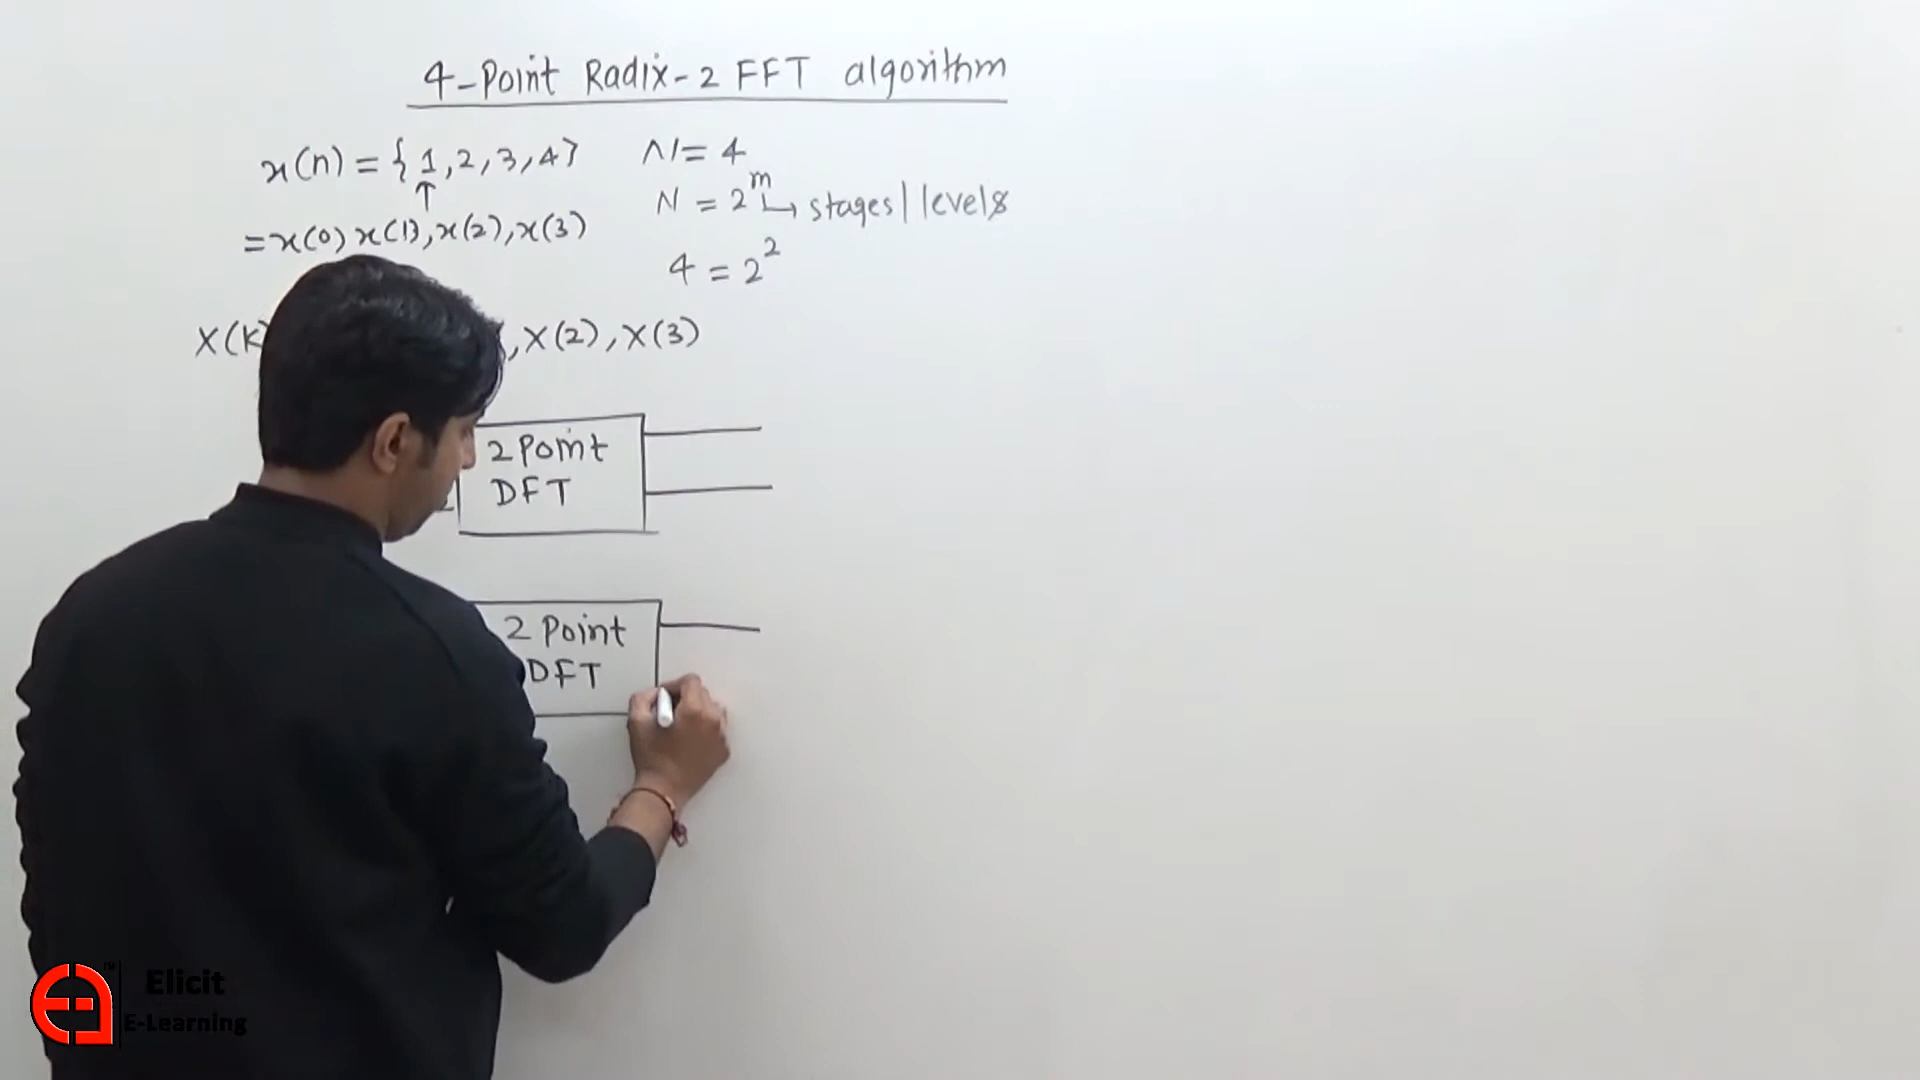 4-Point Radix-2 FFT algorithm
x(n) = { 1, 2, 3, 4 }
↑
= x(0) x(1), x(2), x(3)
N = 4
N = 2^m → stages | levels
4 = 2^2
X(K) , X(2), X(3)
2 Point
DFT
2 Point
DFT
TM
Elicit
E-Learning